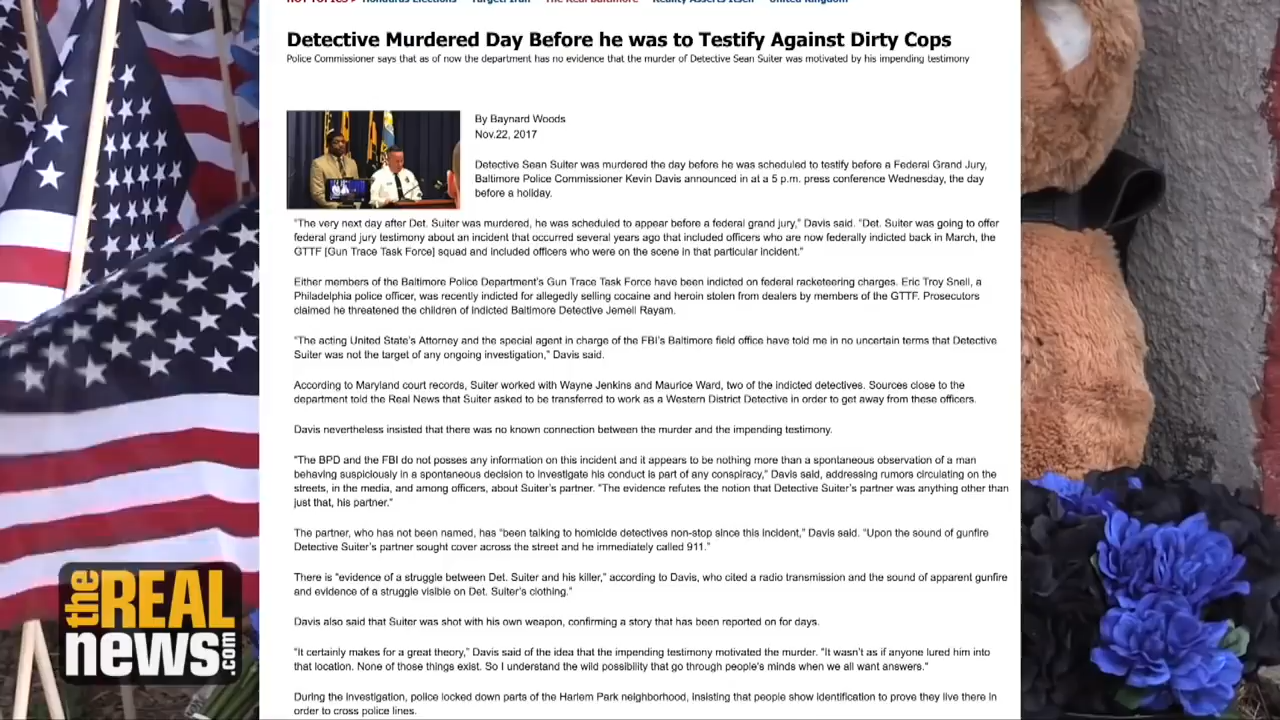 HOT TOPICS > Honduras Elections Target: Iran The Real Baltimore Reality Asserts Itself United Kingdom
Detective Murdered Day Before he was to Testify Against Dirty Cops
Police Commissioner says that as of now the department has no evidence that the murder of Detective Sean Suiter was motivated by his impending testimony
By Baynard Woods
Nov.22, 2017
Detective Sean Suiter was murdered the day before he was scheduled to testify before a Federal Grand Jury,
Baltimore Police Commissioner Kevin Davis announced in at a 5 p.m. press conference Wednesday, the day
before a holiday.
"The very next day after Det. Suiter was murdered, he was scheduled to appear before a federal grand jury," Davis said. "Det. Suiter was going to offer
federal grand jury testimony about an incident that occurred several years ago that included officers who are now federally indicted back in March, the
GTTF [Gun Trace Task Force] squad and included officers who were on the scene in that particular incident."
Either members of the Baltimore Police Department's Gun Trace Task Force have been indicted on federal racketeering charges. Eric Troy Snell, a
Philadelphia police officer, was recently indicted for allegedly selling cocaine and heroin stolen from dealers by members of the GTTF. Prosecutors
claimed he threatened the children of indicted Baltimore Detective Jemell Rayam.
"The acting United State's Attorney and the special agent in charge of the FBI's Baltimore field office have told me in no uncertain terms that Detective
Suiter was not the target of any ongoing investigation," Davis said.
According to Maryland court records, Suiter worked with Wayne Jenkins and Maurice Ward, two of the indicted detectives. Sources close to the
department told the Real News that Suiter asked to be transferred to work as a Western District Detective in order to get away from these officers.
Davis nevertheless insisted that there was no known connection between the murder and the impending testimony.
"The BPD and the FBI do not posses any information on this incident and it appears to be nothing more than a spontaneous observation of a man
behaving suspiciously in a spontaneous decision to investigate his conduct is part of any conspiracy," Davis said, addressing rumors circulating on the
streets, in the media, and among officers, about Suiter's partner. "The evidence refutes the notion that Detective Suiter's partner was anything other than
just that, his partner."
The partner, who has not been named, has "been talking to homicide detectives non-stop since this incident," Davis said. "Upon the sound of gunfire
Detective Suiter's partner sought cover across the street and he immediately called 911."
There is "evidence of a struggle between Det. Suiter and his killer," according to Davis, who cited a radio transmission and the sound of apparent gunfire
and evidence of a struggle visible on Det. Suiter's clothing."
Davis also said that Suiter was shot with his own weapon, confirming a story that has been reported on for days.
"It certainly makes for a great theory," Davis said of the idea that the impending testimony motivated the murder. "It wasn't as if anyone lured him into
that location. None of those things exist. So I understand the wild possibility that go through people's minds when we all want answers."
During the investigation, police locked down parts of the Harlem Park neighborhood, insisting that people show identification to prove they live there in
order to cross police lines.
the REAL
news.com